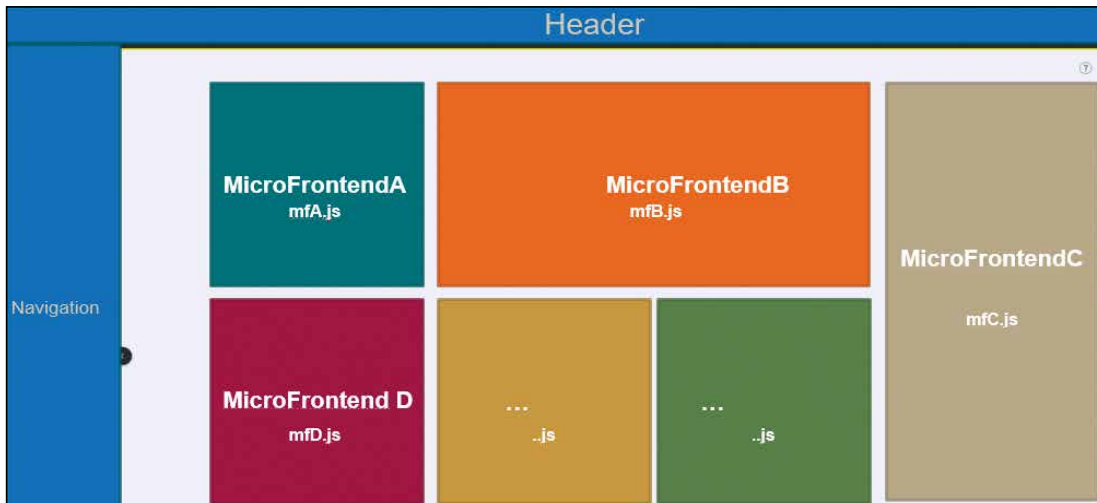 Header
?
MicroFrontendA
mfA.js
MicroFrontendB
mfB.js
MicroFrontendC
mfC.js
Navigation
MicroFrontend D
mfD.js
...
..js
...
..js